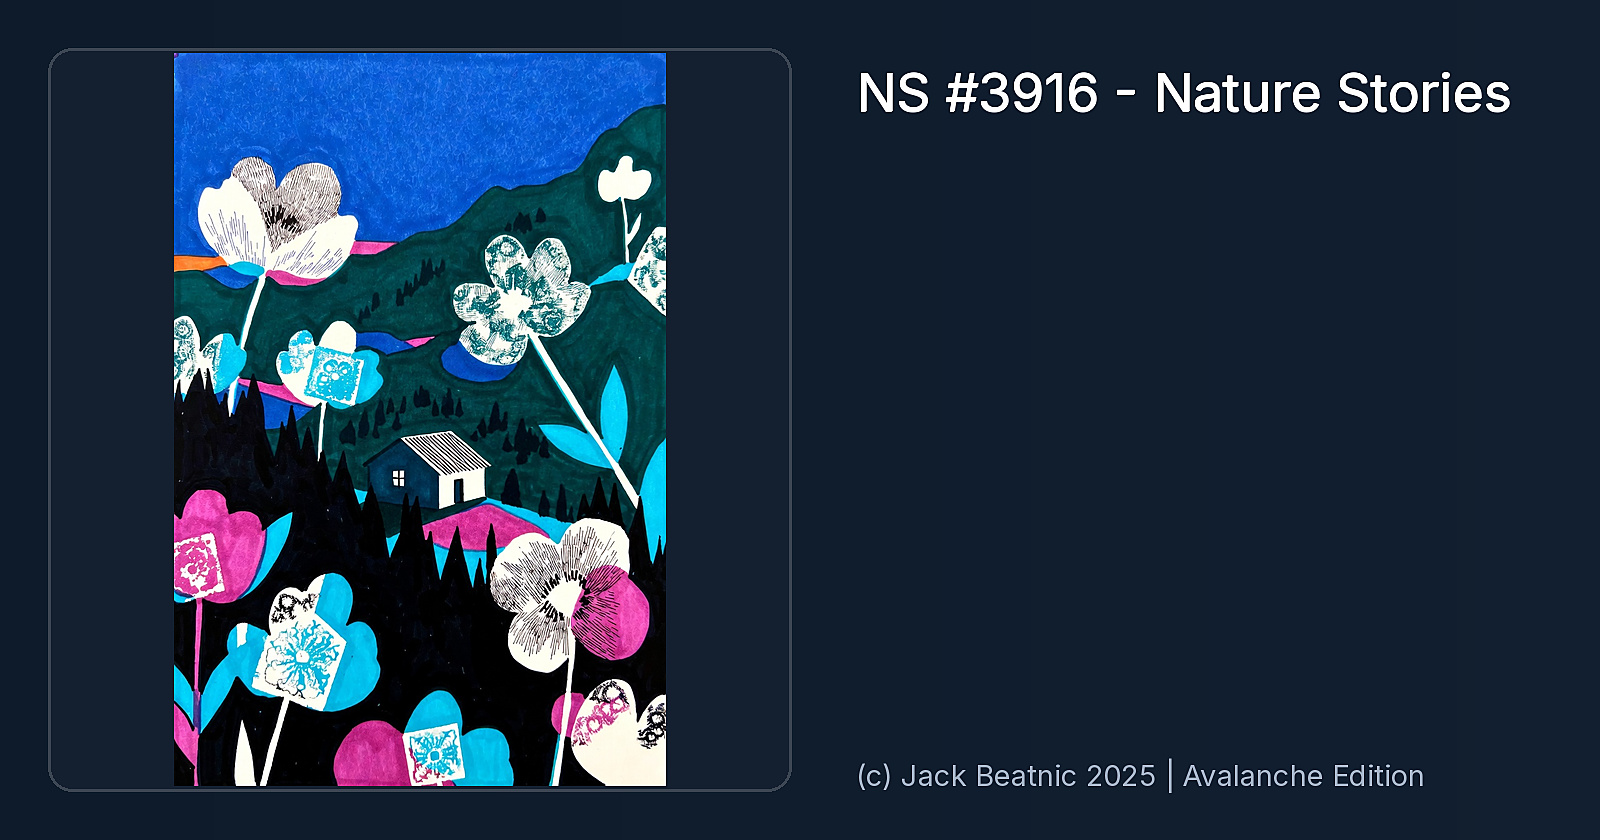 NS #3916 - Nature Stories
(c) Jack Beatnic 2025 | Avalanche Edition